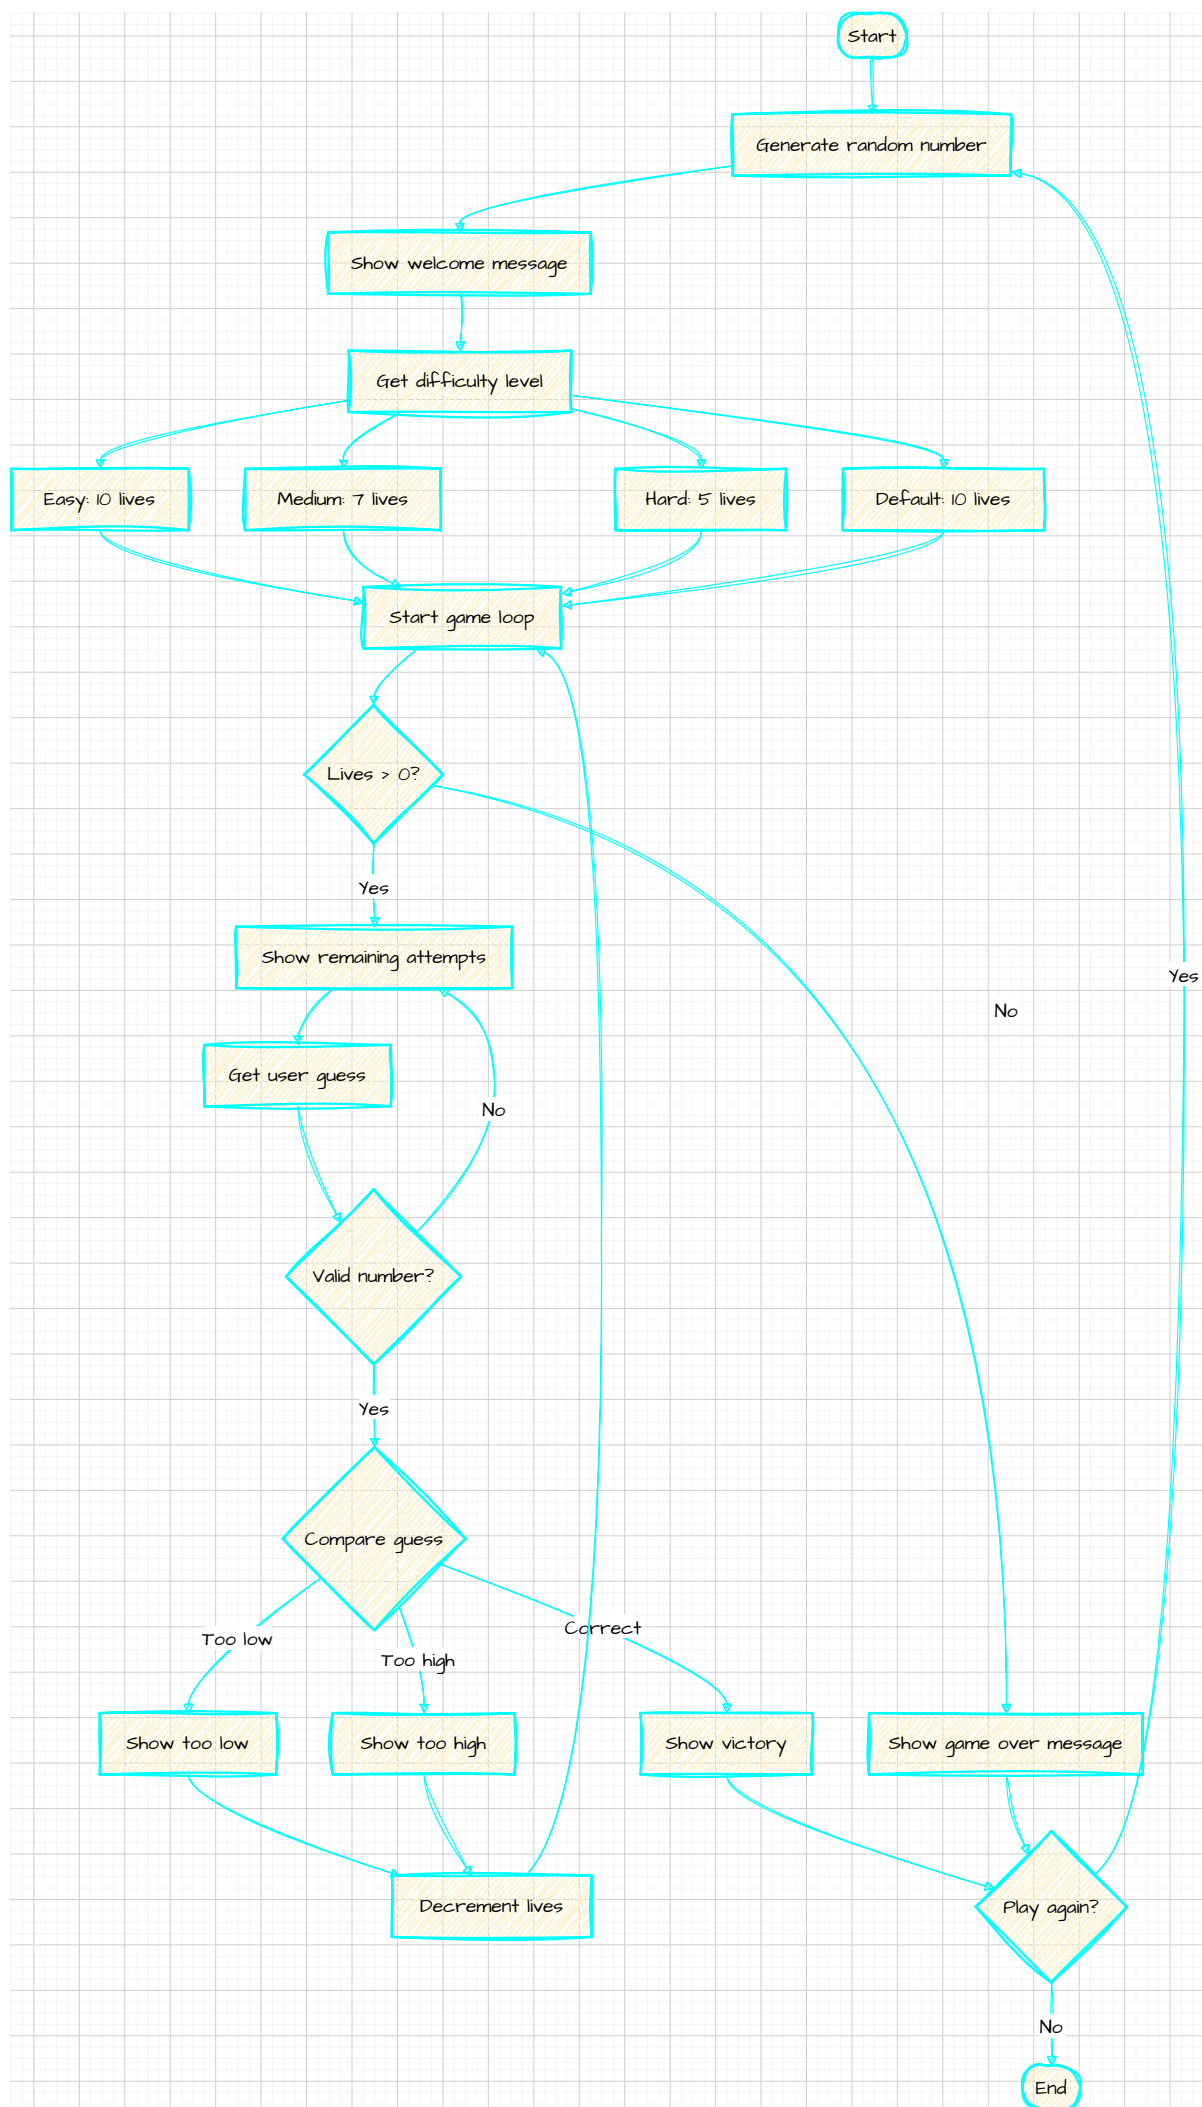 Start
Generate random number
Show welcome message
Get difficulty level
Easy: 10 lives
Medium: 7 lives
Hard: 5 lives
Default: 10 lives
Start game loop
Lives > 0?
Yes
Show remaining attempts
Yes
No
Get user guess
No
Valid number?
Yes
Compare guess
Too low
Too high
Correct
Show too low
Show too high
Show victory
Show game over message
Decrement lives
Play again?
No
End